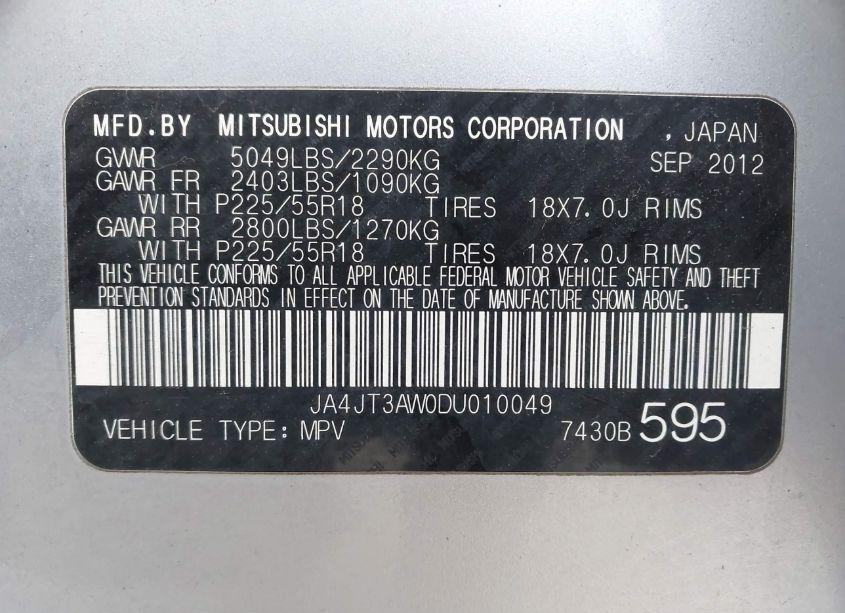 MFD.BY MITSUBISHI MOTORS CORPORATION , JAPAN
GVWR 5049LBS/2290KG SEP 2012
GAWR FR 2403LBS/1090KG
WITH P225/55R18 TIRES 18X7.0J RIMS
GAWR RR 2800LBS/1270KG
WITH P225/55R18 TIRES 18X7.0J RIMS
THIS VEHICLE CONFORMS TO ALL APPLICABLE FEDERAL MOTOR VEHICLE SAFETY AND THEFT
PREVENTION STANDARDS IN EFFECT ON THE DATE OF MANUFACTURE SHOWN ABOVE.
JA4JT3AW0DU010049
VEHICLE TYPE: MPV 7430B 595